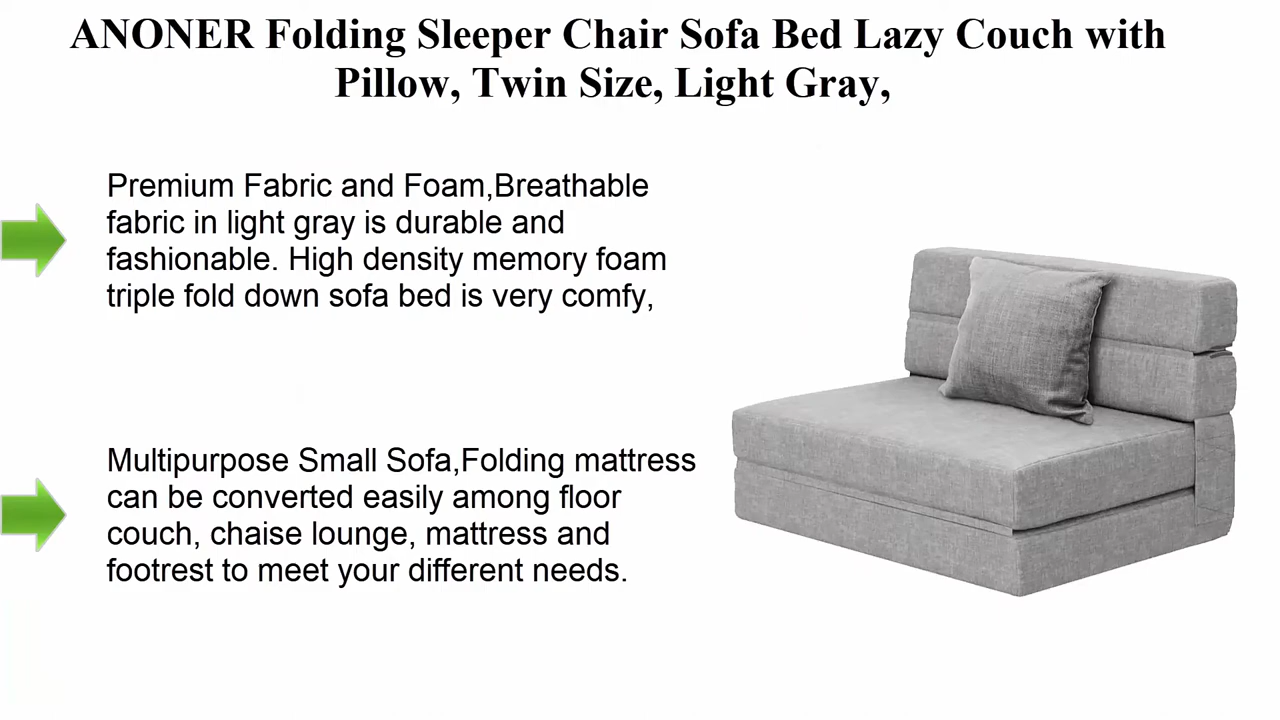 ANONER Folding Sleeper Chair Sofa Bed Lazy Couch with
Pillow, Twin Size, Light Gray,
Premium Fabric and Foam,Breathable
fabric in light gray is durable and
fashionable. High density memory foam
triple fold down sofa bed is very comfy,
Multipurpose Small Sofa,Folding mattress
can be converted easily among floor
couch, chaise lounge, mattress and
footrest to meet your different needs.